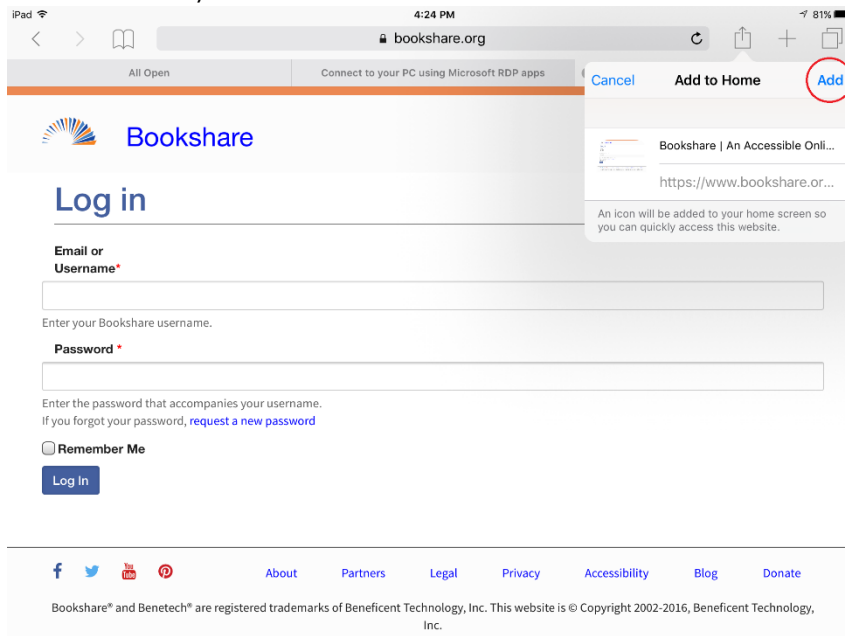 iPad 4:24 PM 81%
bookshare.org
All Open Connect to your PC using Microsoft RDP apps
Cancel Add to Home Add
Bookshare | An Accessible Onli...
https://www.bookshare.or...
An icon will be added to your home screen so
you can quickly access this website.
Bookshare
Log in
Email or
Username*
Enter your Bookshare username.
Password *
Enter the password that accompanies your username.
If you forgot your password, request a new password
Remember Me
Log In
You
Tube
About Partners Legal Privacy Accessibility Blog Donate
Bookshare® and Benetech® are registered trademarks of Beneficent Technology, Inc. This website is © Copyright 2002-2016, Beneficent Technology,
Inc.